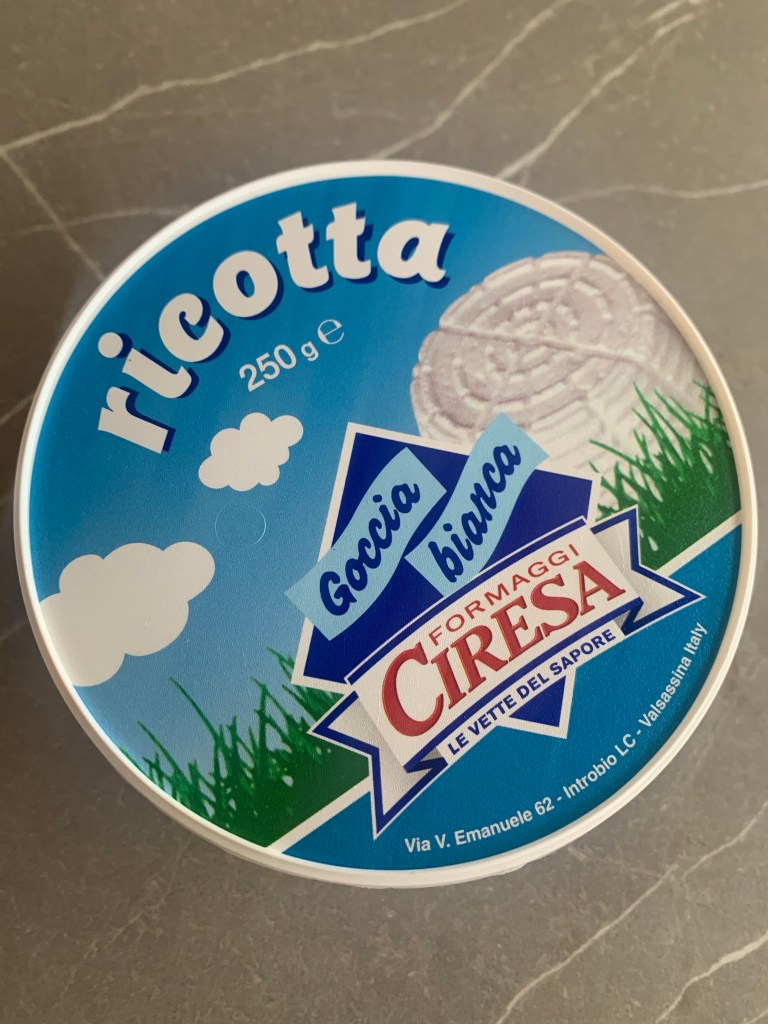 ricotta
250 g ℮
Goccia
bianca
FORMAGGI
CIRESA
LE VETTE DEL SAPORE
Via V. Emanuele 62 - Introbio LC - Valsassina Italy